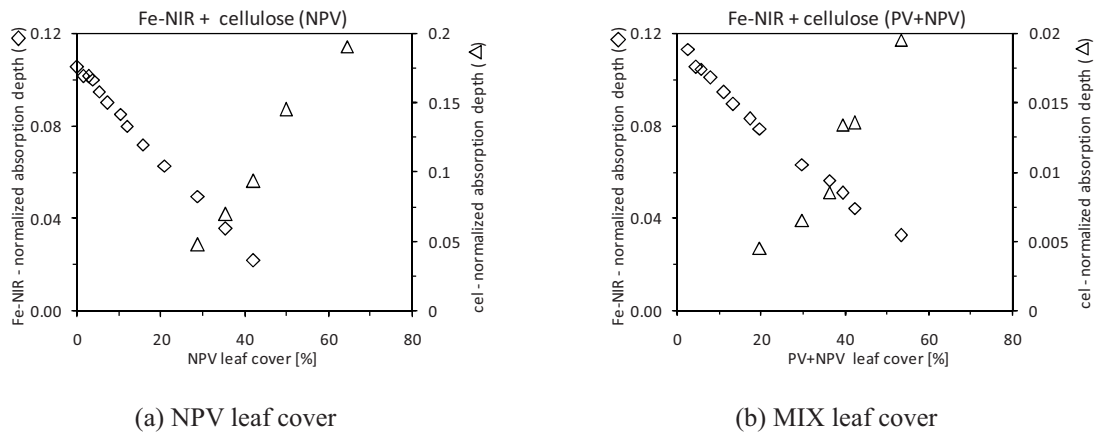 Fe-NIR + cellulose (NPV)
Fe-NIR - normalized absorption depth (◇)
0.12
0.08
0.04
0.00
0.2
0.15
0.1
0.05
0
cel - normalized absorption depth (△)
0 20 40 60 80
NPV leaf cover [%]
(a) NPV leaf cover
Fe-NIR + cellulose (PV+NPV)
Fe-NIR - normalized absorption depth (◇)
0.12
0.08
0.04
0.00
0.02
0.015
0.01
0.005
0
cel - normalized absorption depth (△)
0 20 40 60 80
PV+NPV leaf cover [%]
(b) MIX leaf cover